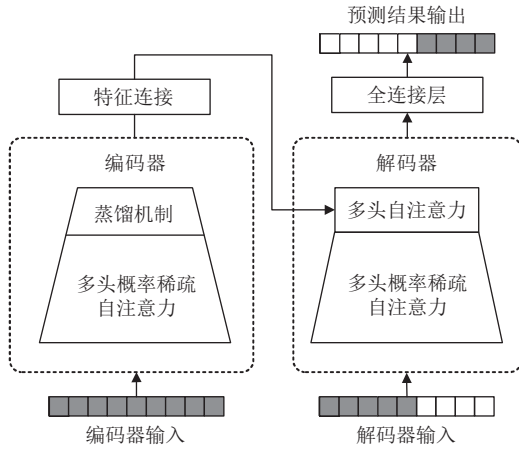 预测结果输出
特征连接
全连接层
编码器
解码器
蒸馏机制
多头自注意力
多头概率稀疏
自注意力
多头概率稀疏
自注意力
编码器输入
解码器输入